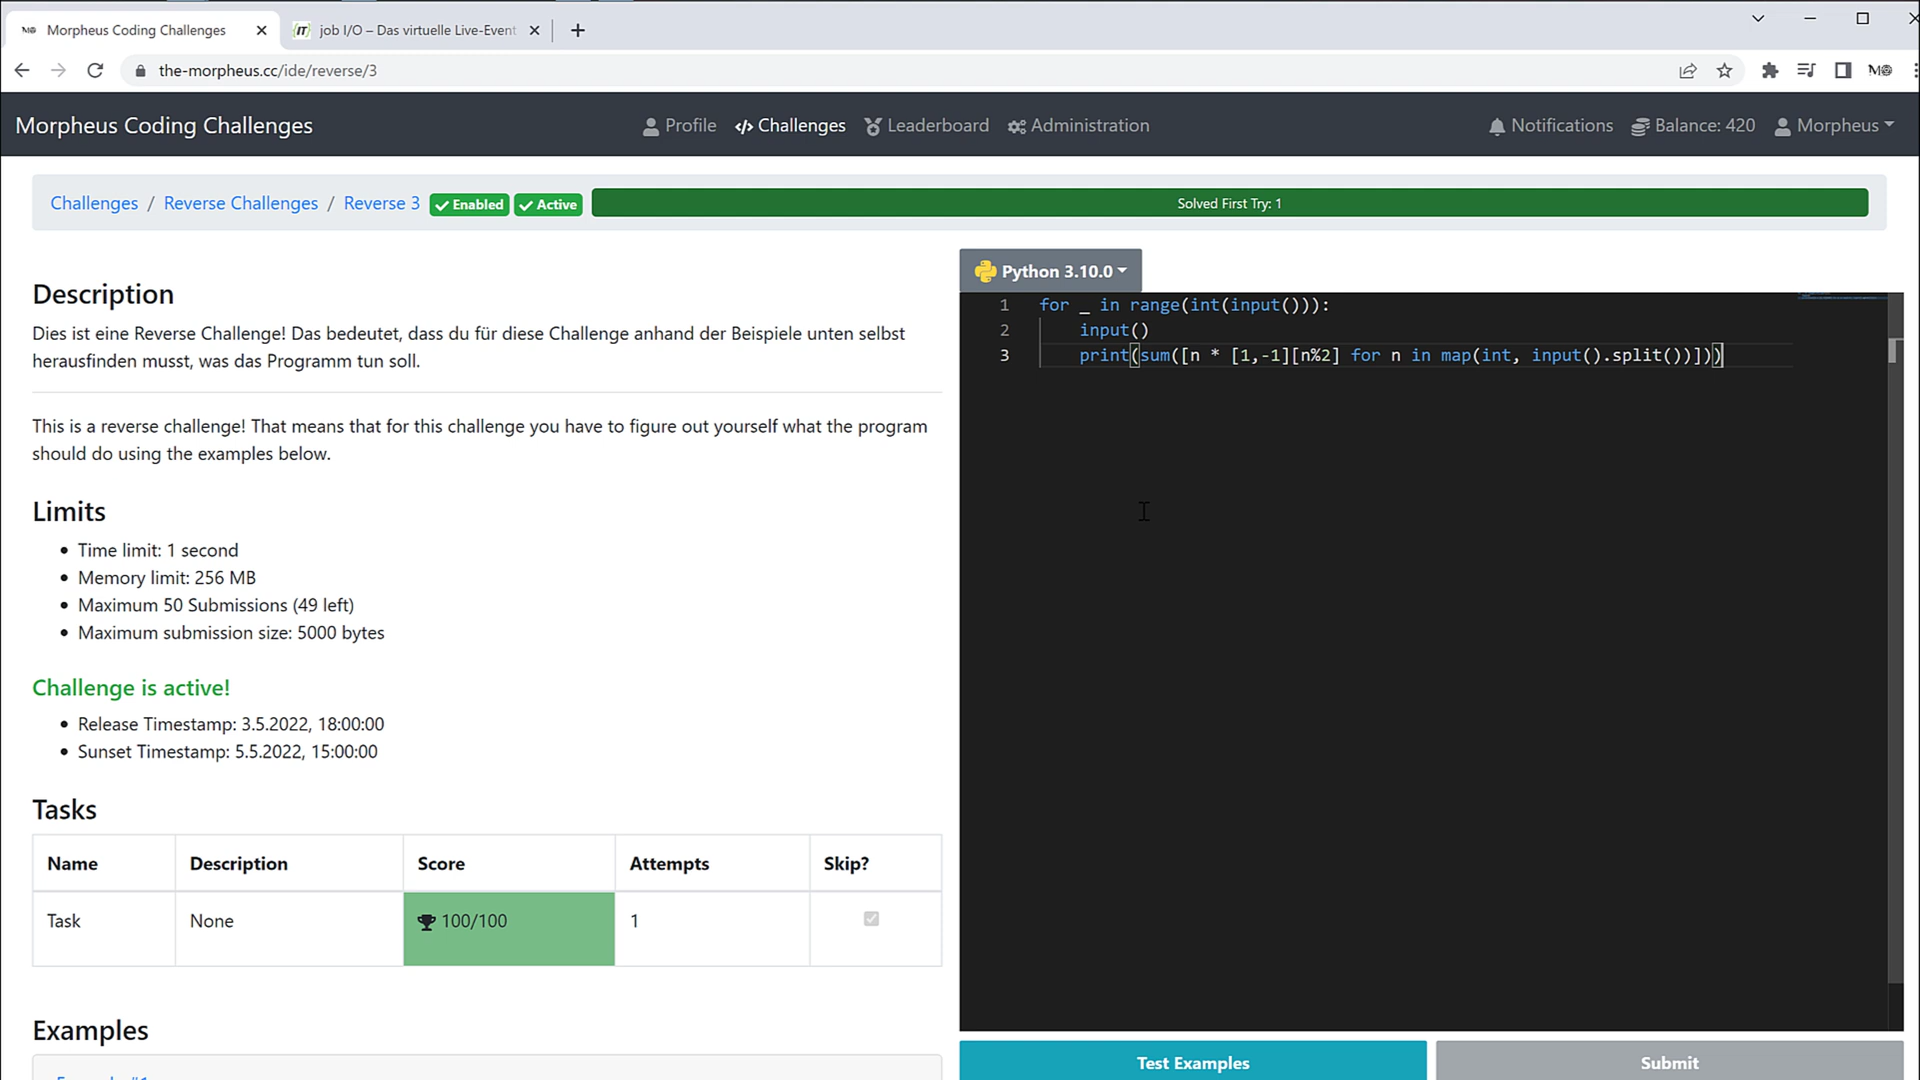 Morpheus Coding Challenges
job I/O – Das virtuelle Live-Event
the-morpheus.cc/ide/reverse/3
Morpheus Coding Challenges
Profile
Challenges
Leaderboard
Administration
Notifications
Balance: 420
Morpheus
Challenges / Reverse Challenges / Reverse 3 Enabled Active Solved First Try: 1
Description
Dies ist eine Reverse Challenge! Das bedeutet, dass du für diese Challenge anhand der Beispiele unten selbst
herausfinden musst, was das Programm tun soll.
This is a reverse challenge! That means that for this challenge you have to figure out yourself what the program
should do using the examples below.
Limits
Time limit: 1 second
Memory limit: 256 MB
Maximum 50 Submissions (49 left)
Maximum submission size: 5000 bytes
Challenge is active!
Release Timestamp: 3.5.2022, 18:00:00
Sunset Timestamp: 5.5.2022, 15:00:00
Tasks
Name Description Score Attempts Skip?
Task None 100/100 1
Examples
Python 3.10.0
1 for _ in range(int(input())):
2 input()
3 print(sum([n * [1,-1][n%2] for n in map(int, input().split())]))
Test Examples
Submit